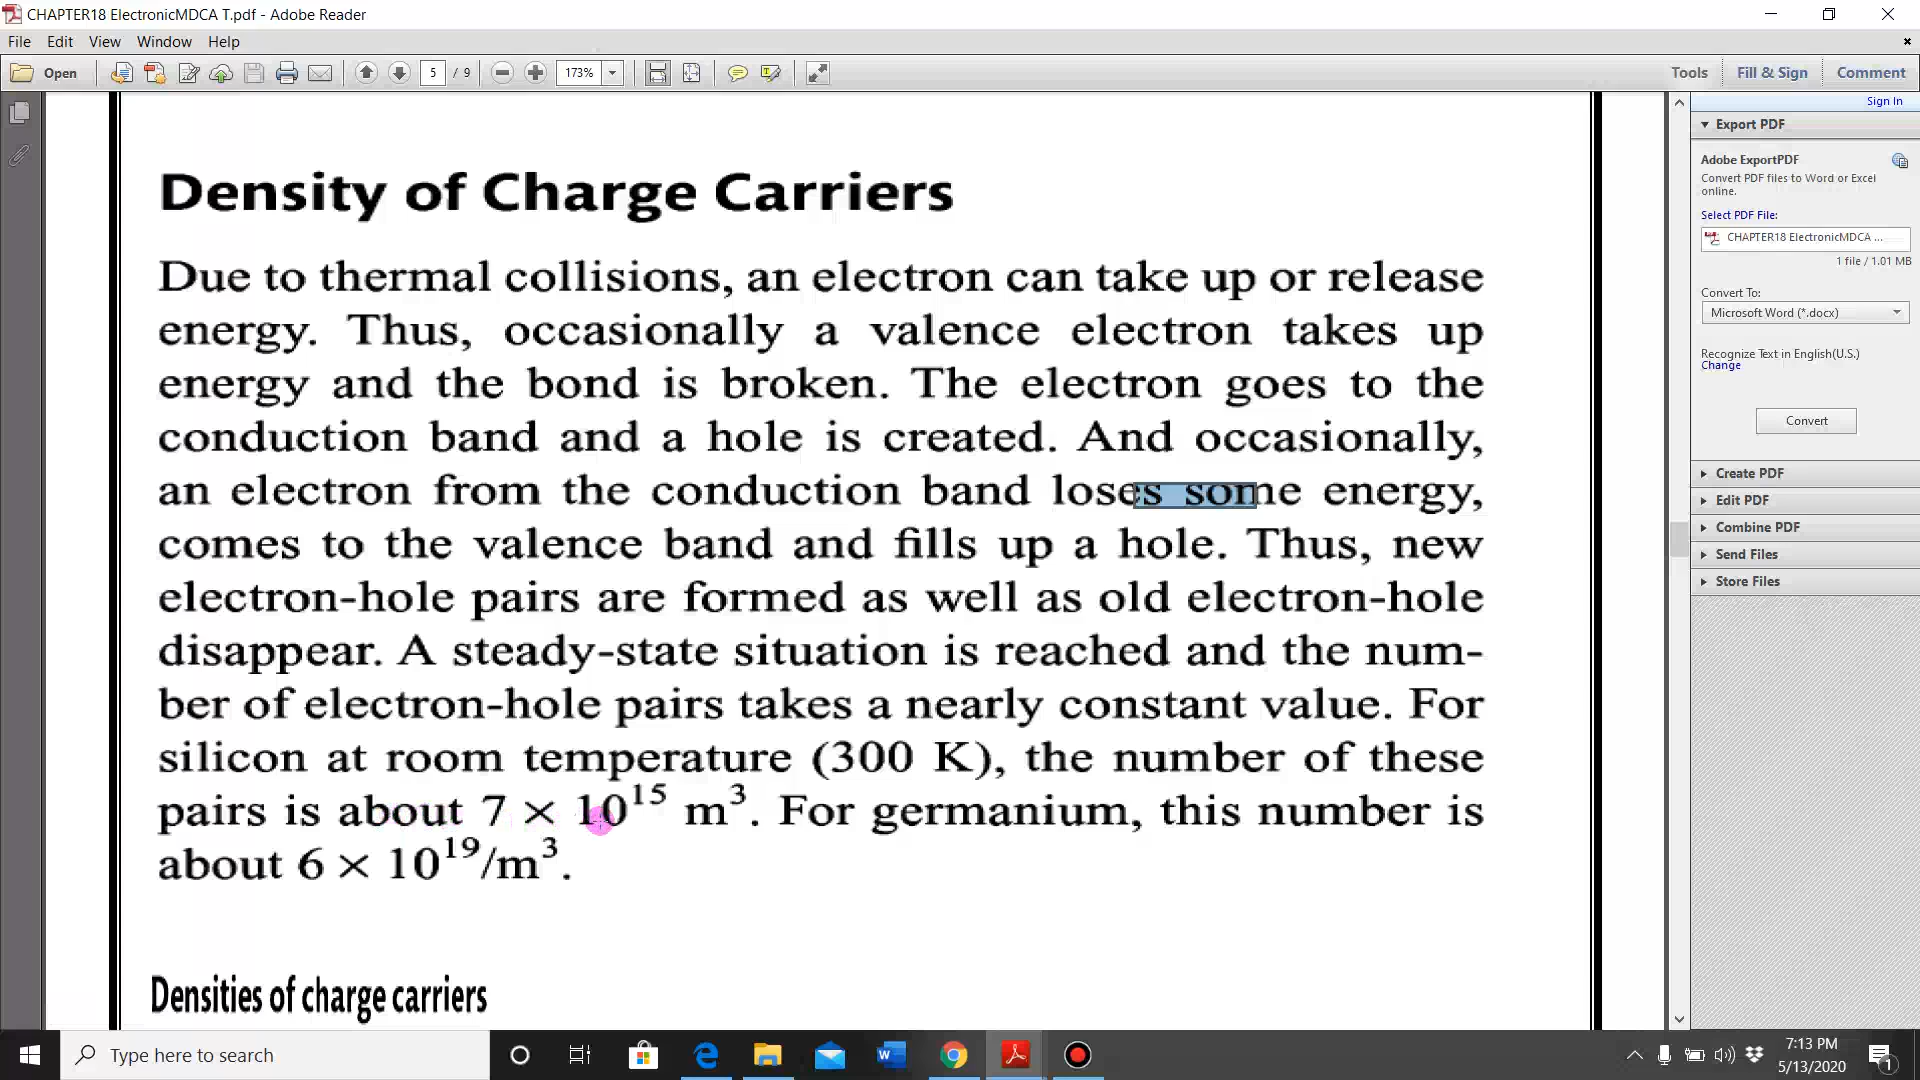 CHAPTER18 ElectronicMDCA T.pdf - Adobe Reader
File Edit View Window Help
Open 5 / 9 173% Tools Fill & Sign Comment
Sign In
Export PDF
Adobe ExportPDF
Convert PDF files to Word or Excel
online.
Select PDF File:
CHAPTER18 ElectronicMDCA ...
1 file / 1.01 MB
Convert To:
Microsoft Word (*.docx)
Recognize Text in English(U.S.)
Change
Convert
Create PDF
Edit PDF
Combine PDF
Send Files
Store Files
Density of Charge Carriers
Due to thermal collisions, an electron can take up or release
energy. Thus, occasionally a valence electron takes up
energy and the bond is broken. The electron goes to the
conduction band and a hole is created. And occasionally,
an electron from the conduction band loses some energy,
comes to the valence band and fills up a hole. Thus, new
electron-hole pairs are formed as well as old electron-hole
disappear. A steady-state situation is reached and the num-
ber of electron-hole pairs takes a nearly constant value. For
silicon at room temperature (300 K), the number of these
pairs is about 7 × 10¹⁵ m³. For germanium, this number is
about 6 × 10¹⁹/m³.
Densities of charge carriers
Type here to search
7:13 PM
5/13/2020
1